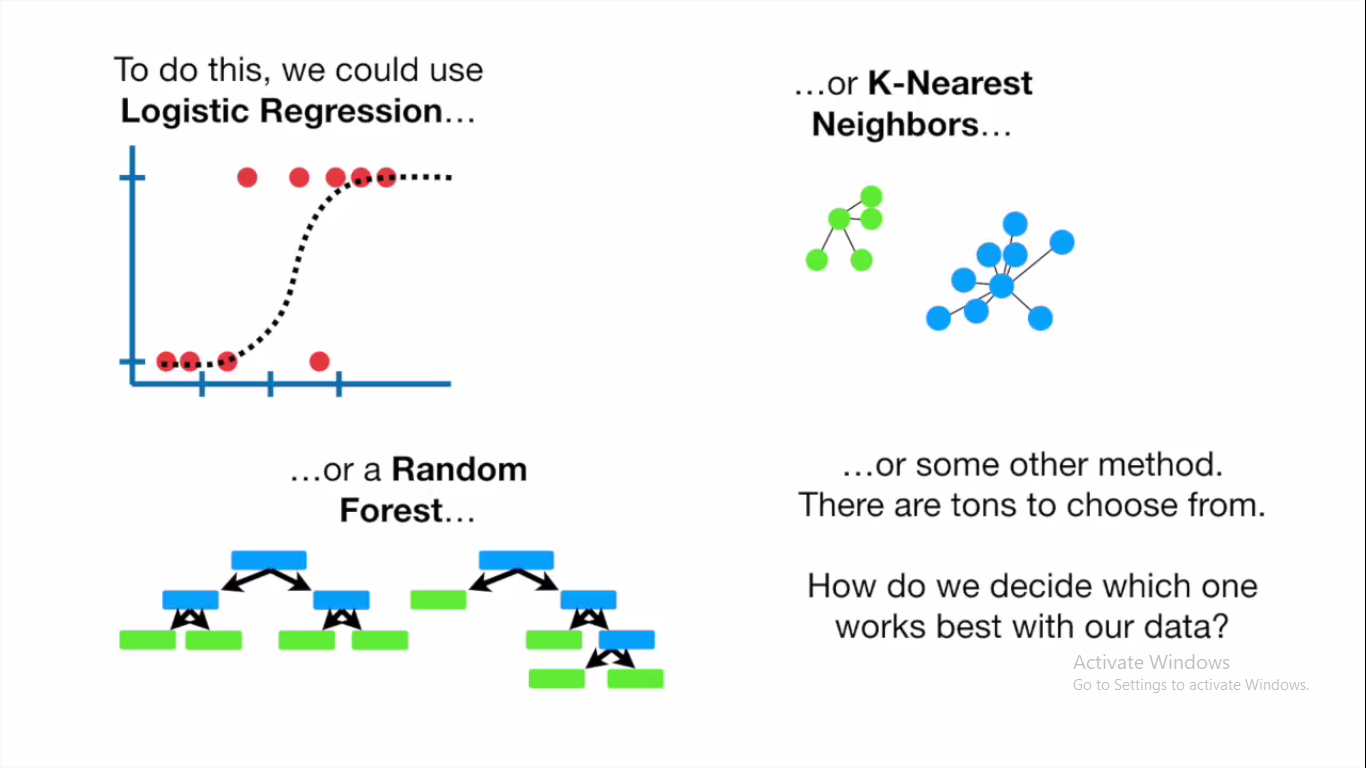 To do this, we could use
Logistic Regression…
…or K-Nearest
Neighbors…
…or a Random
Forest…
…or some other method.
There are tons to choose from.
How do we decide which one
works best with our data?
Activate Windows
Go to Settings to activate Windows.